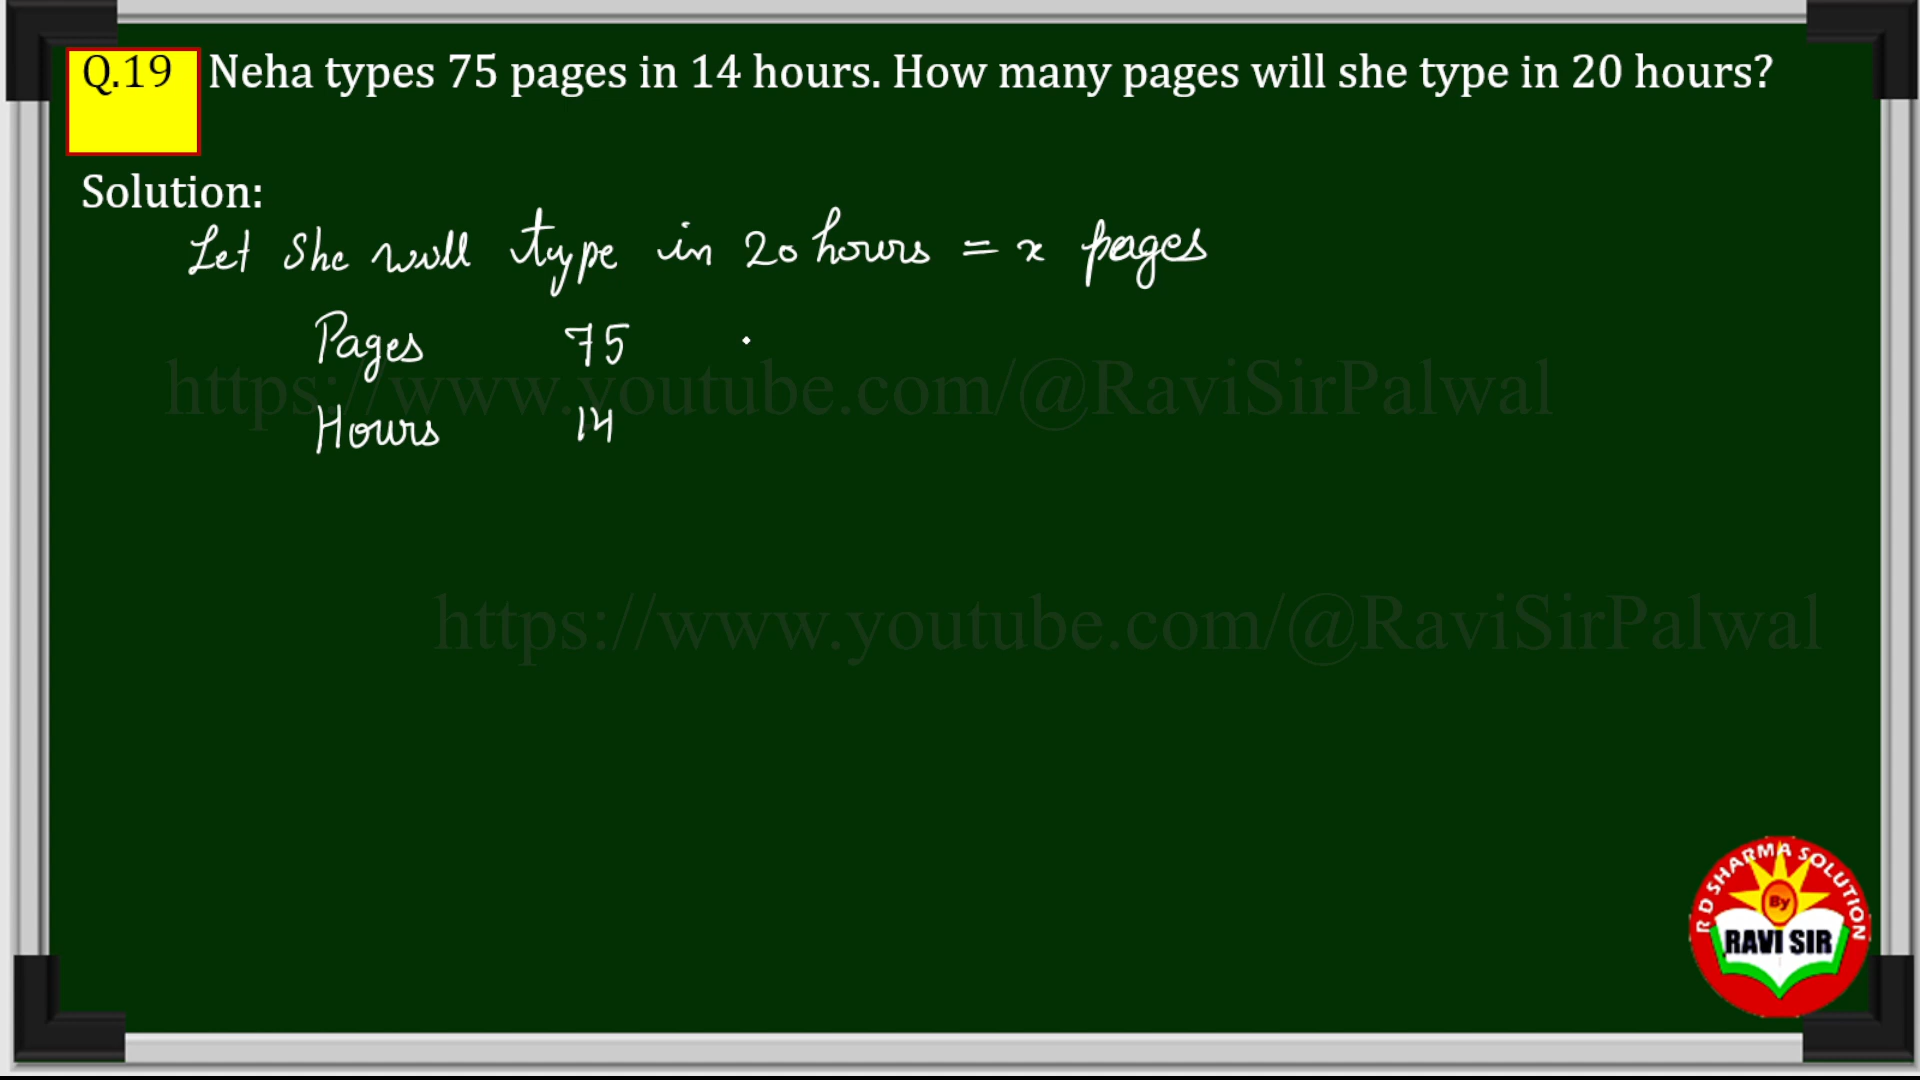 Q.19 Neha types 75 pages in 14 hours. How many pages will she type in 20 hours?
Solution:
Let She will type in 20 hours = x pages
Pages 75
https://www.youtube.com/@RaviSirPalwal
Hours 14
https://www.youtube.com/@RaviSirPalwal
R D SHARMA SOLUTION
By
RAVI SIR